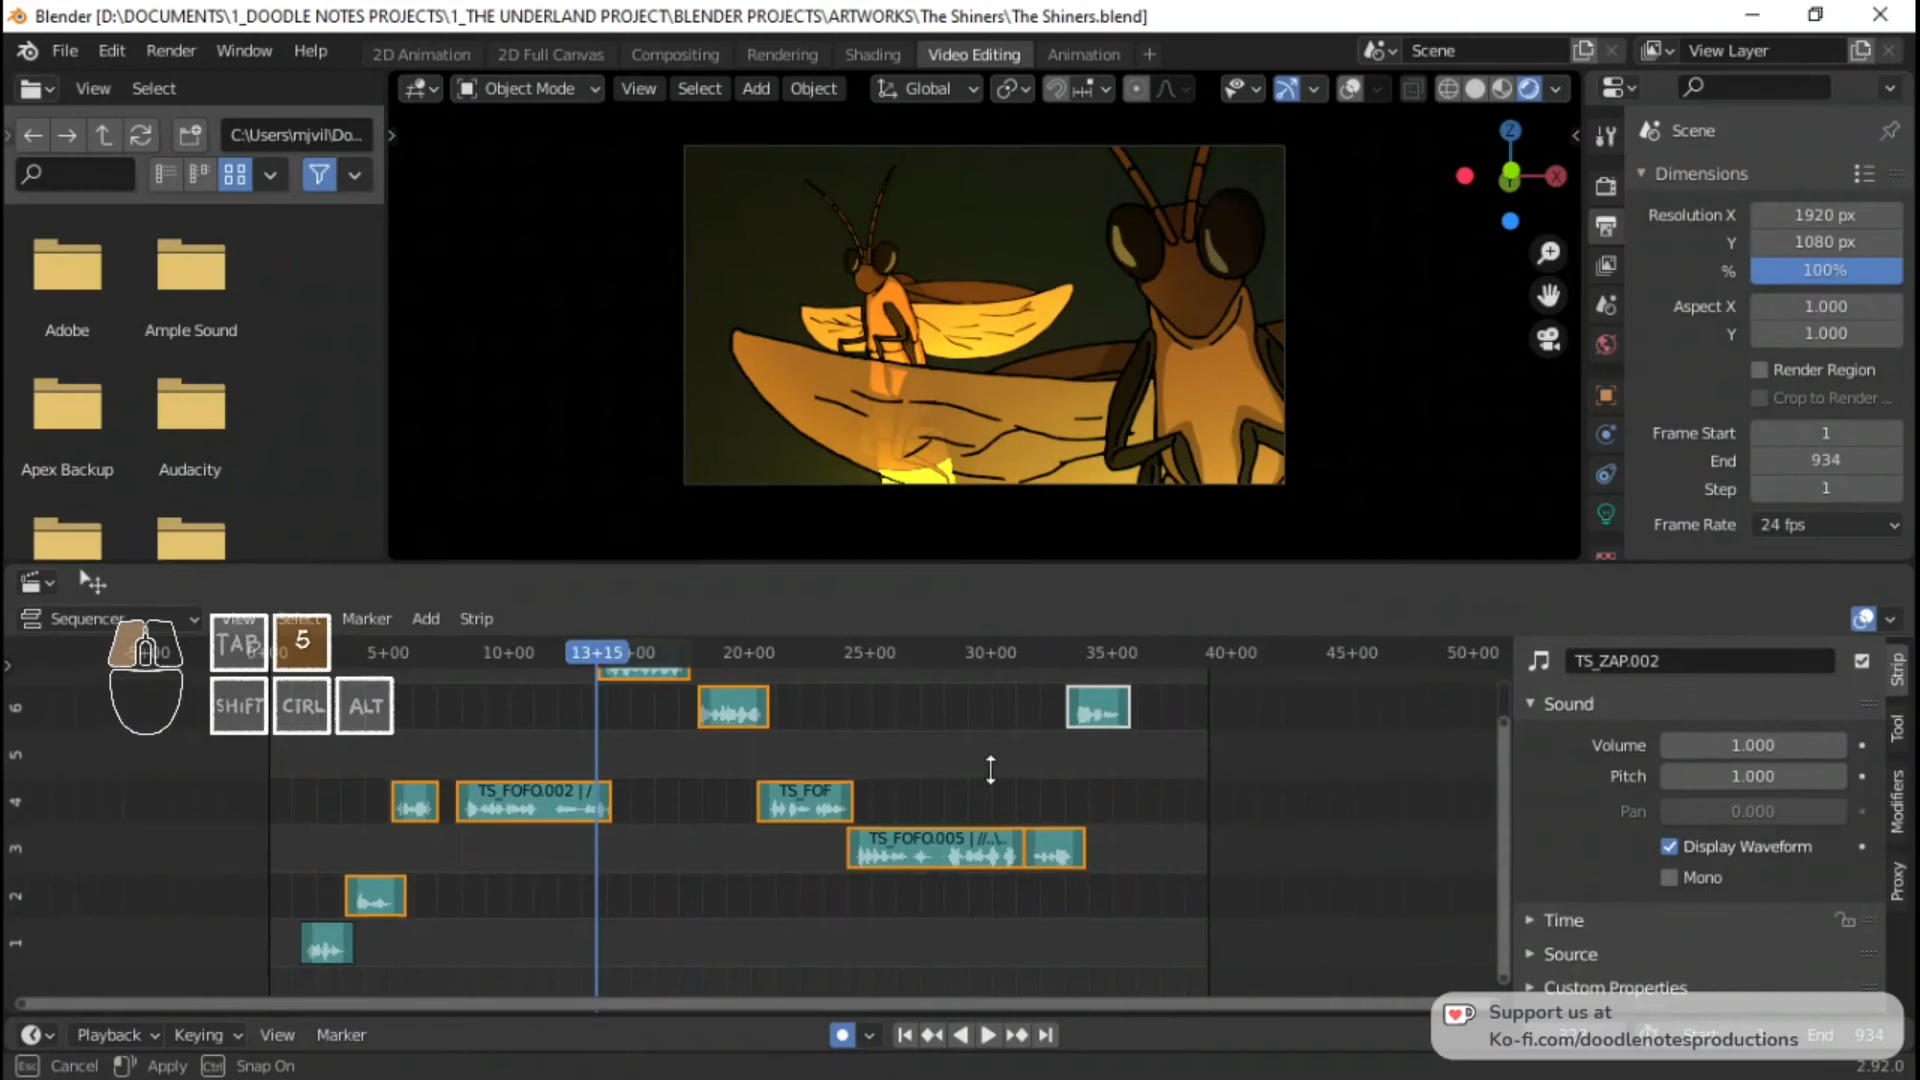 Blender [D:\DOCUMENTS\1_DOODLE NOTES PROJECTS\1_THE UNDERLAND PROJECT\BLENDER PROJECTS\ARTWORKS\The Shiners\The Shiners.blend]
File Edit Render Window Help 2D Animation 2D Full Canvas Compositing Rendering Shading Video Editing Animation + Scene View Layer
View Select Object Mode View Select Add Object Global
C:\Users\mjvil\Do... Scene
Z
X
Y
Dimensions
Resolution X 1920 px
Y 1080 px
% 100%
Aspect X 1.000
Y 1.000
Render Region
Crop to Render ...
Frame Start 1
End 934
Step 1
Frame Rate 24 fps
Adobe Ample Sound
Apex Backup Audacity
Sequencer View Select Marker Add Strip
TAB 5
SHIFT CTRL ALT
5+00 10+00 13+15 20+00 25+00 30+00 35+00 40+00 45+00 50+00
6
5
4
3
2
1
TS_FOFO.002 | /
TS_FOF
TS_FOFO.005 | //..\..
TS_ZAP.002
Sound
Volume 1.000
Pitch 1.000
Pan 0.000
Display Waveform
Mono
Time
Source
Custom Properties
Strip
Tool
Modifiers
Proxy
Playback Keying View Marker
Support us at
Ko-fi.com/doodlenotesproductions
End 934
Esc Cancel Apply Ctrl Snap On 2.92.0